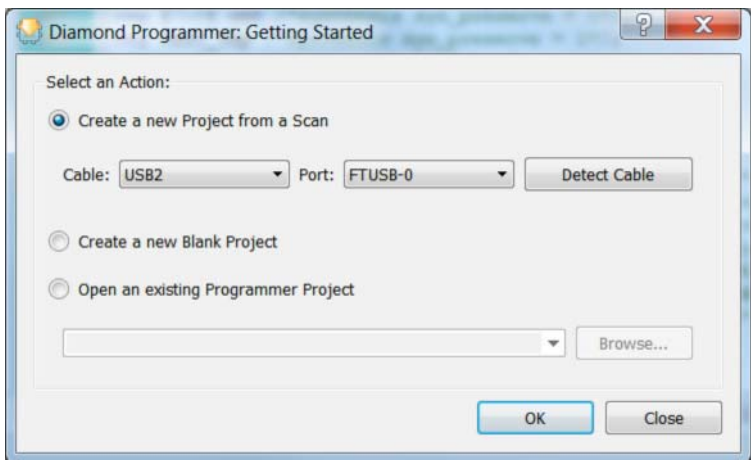 Diamond Programmer: Getting Started
Select an Action:
Create a new Project from a Scan
Cable: USB2 Port: FTUSB-0 Detect Cable
Create a new Blank Project
Open an existing Programmer Project
Browse...
OK Close